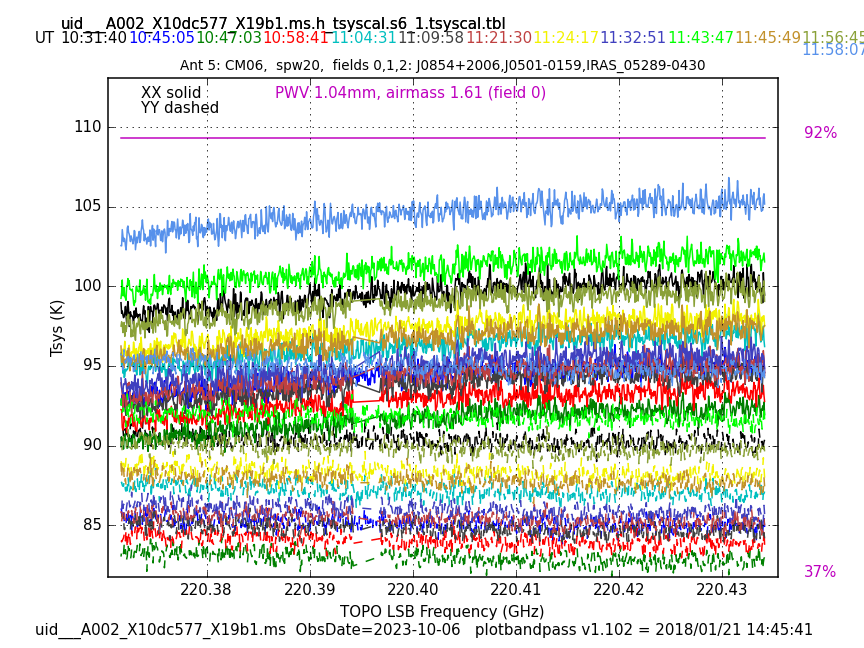 uid___A002_X10dc577_X19b1.ms.h_tsyscal.s6_1.tsyscal.tbl
UT 10:31:40 10:45:05 10:47:03 10:58:41 11:04:31 11:09:58 11:21:30 11:24:17 11:32:51 11:43:47 11:45:49 11:56:45
11:58:07
Ant 5: CM06, spw20, fields 0,1,2: J0854+2006,J0501-0159,IRAS_05289-0430
XX solid PWV 1.04mm, airmass 1.61 (field 0)
YY dashed
110
92%
105
100
Tsys (K)
95
90
85
37%
220.38 220.39 220.40 220.41 220.42 220.43
TOPO LSB Frequency (GHz)
uid___A002_X10dc577_X19b1.ms ObsDate=2023-10-06 plotbandpass v1.102 = 2018/01/21 14:45:41